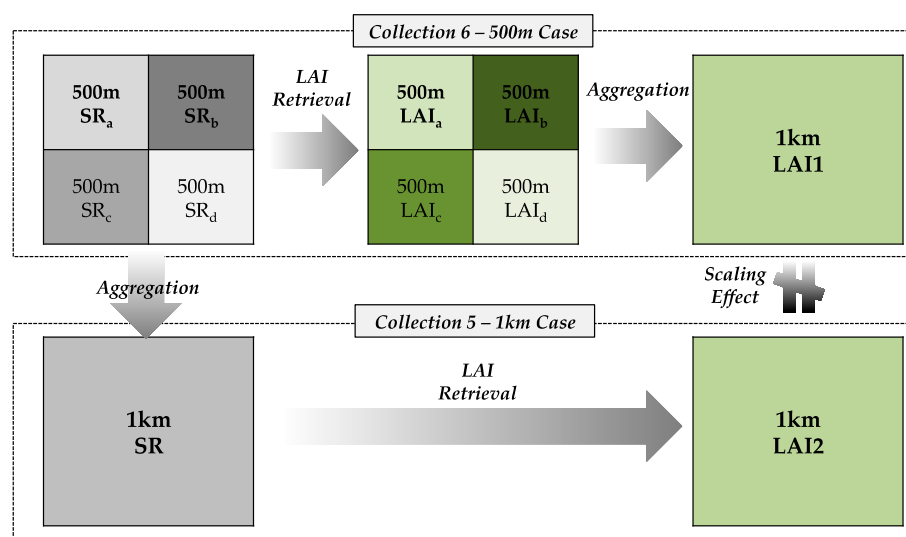 Collection 6 – 500m Case
500m
SRa
500m
SRb
500m
SRc
500m
SRd
LAI
Retrieval
500m
LAIa
500m
LAIb
500m
LAIc
500m
LAId
Aggregation
1km
LAI1
Aggregation
Scaling
Effect
Collection 5 – 1km Case
1km
SR
LAI
Retrieval
1km
LAI2